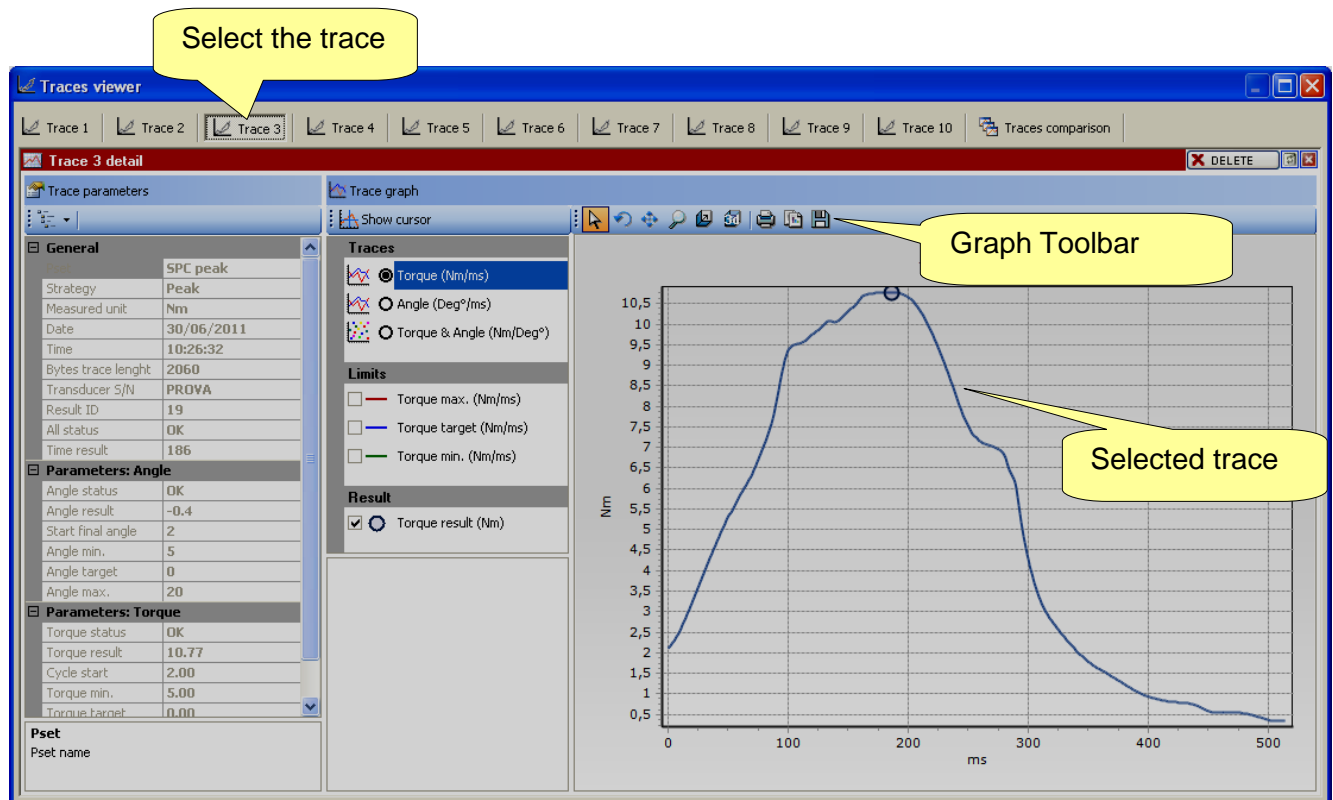 Select the trace
Traces viewer
Trace 1 Trace 2 Trace 3 Trace 4 Trace 5 Trace 6 Trace 7 Trace 8 Trace 9 Trace 10 Traces comparison
Trace 3 detail DELETE
Trace parameters
Trace graph
Show cursor
Graph Toolbar
General
SPC peak
Strategy Peak
Measured unit Nm
Date 30/06/2011
Time 10:26:32
Bytes trace lenght 2060
Transducer S/N PROVA
Result ID 19
All status OK
Time result 186
Parameters: Angle
Angle status OK
Angle result -0.4
Start final angle 2
Angle min. 5
Angle target 0
Angle max. 20
Parameters: Torque
Torque status OK
Torque result 10.77
Cycle start 2.00
Torque min. 5.00
Torque target 0.00
Pset
Pset name
Traces
Torque (Nm/ms)
Angle (Deg°/ms)
Torque & Angle (Nm/Deg°)
Limits
Torque max. (Nm/ms)
Torque target (Nm/ms)
Torque min. (Nm/ms)
Result
Torque result (Nm)
Selected trace
10,5
10
9,5
9
8,5
8
7,5
7
6,5
6
5,5
5
4,5
4
3,5
3
2,5
2
1,5
1
0,5
Nm
0 100 200 300 400 500
ms